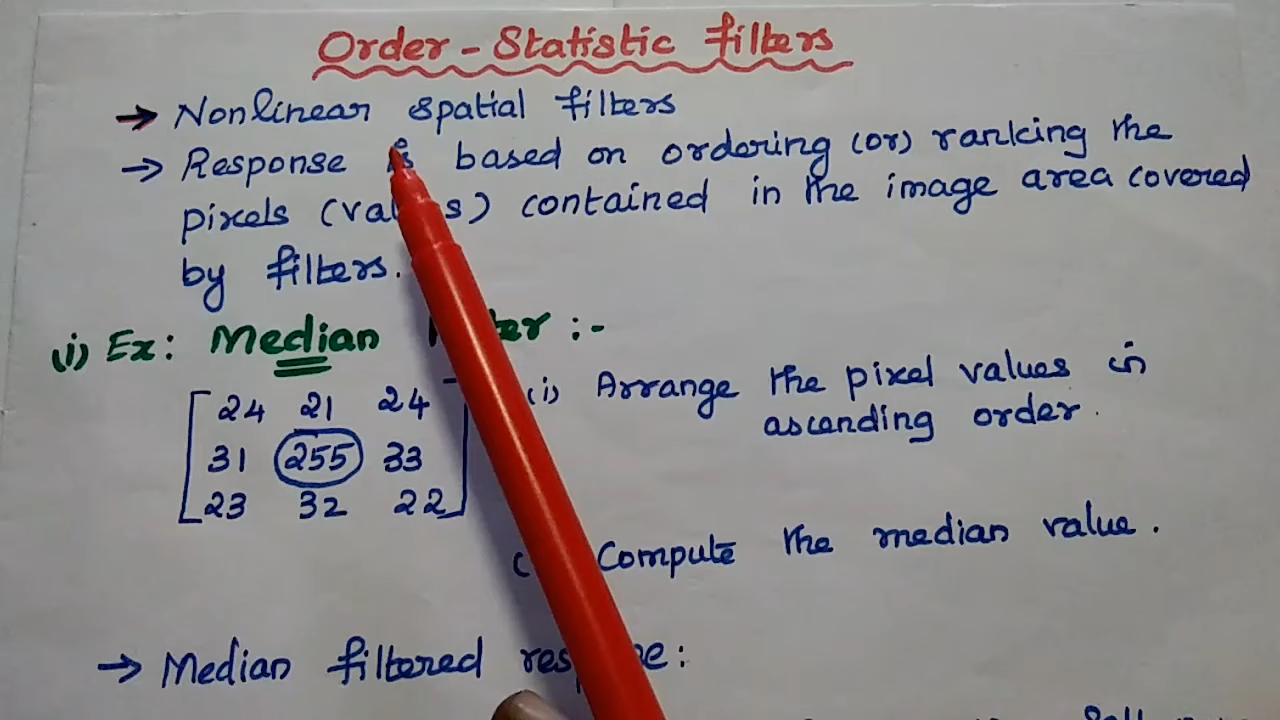 Order - Statistic filters
→ Nonlinear spatial filters
→ Response is based on ordering (or) ranking the
pixels contained in the image area covered
by filters.
(i) Ex: Median :-
24 21 24
31 255 33
23 32 22
(i) Arrange the pixel values in
ascending order.
Compute the median value.
→ Median filtered :